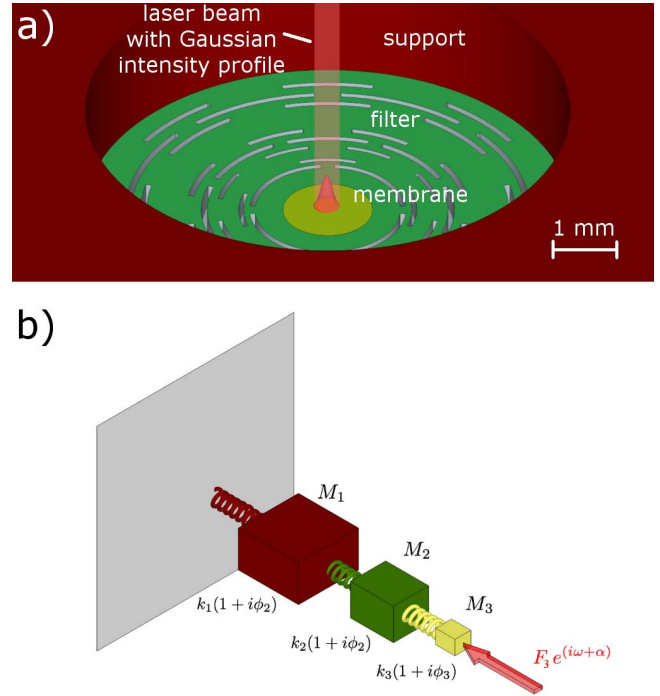 a)
laser beam
with Gaussian
intensity profile
support
filter
membrane
1 mm
b)
M₁
M₂
M₃
k₁(1 + iϕ₂)
k₂(1 + iϕ₂)
k₃(1 + iϕ₃)
F₃ e^(iω+α)